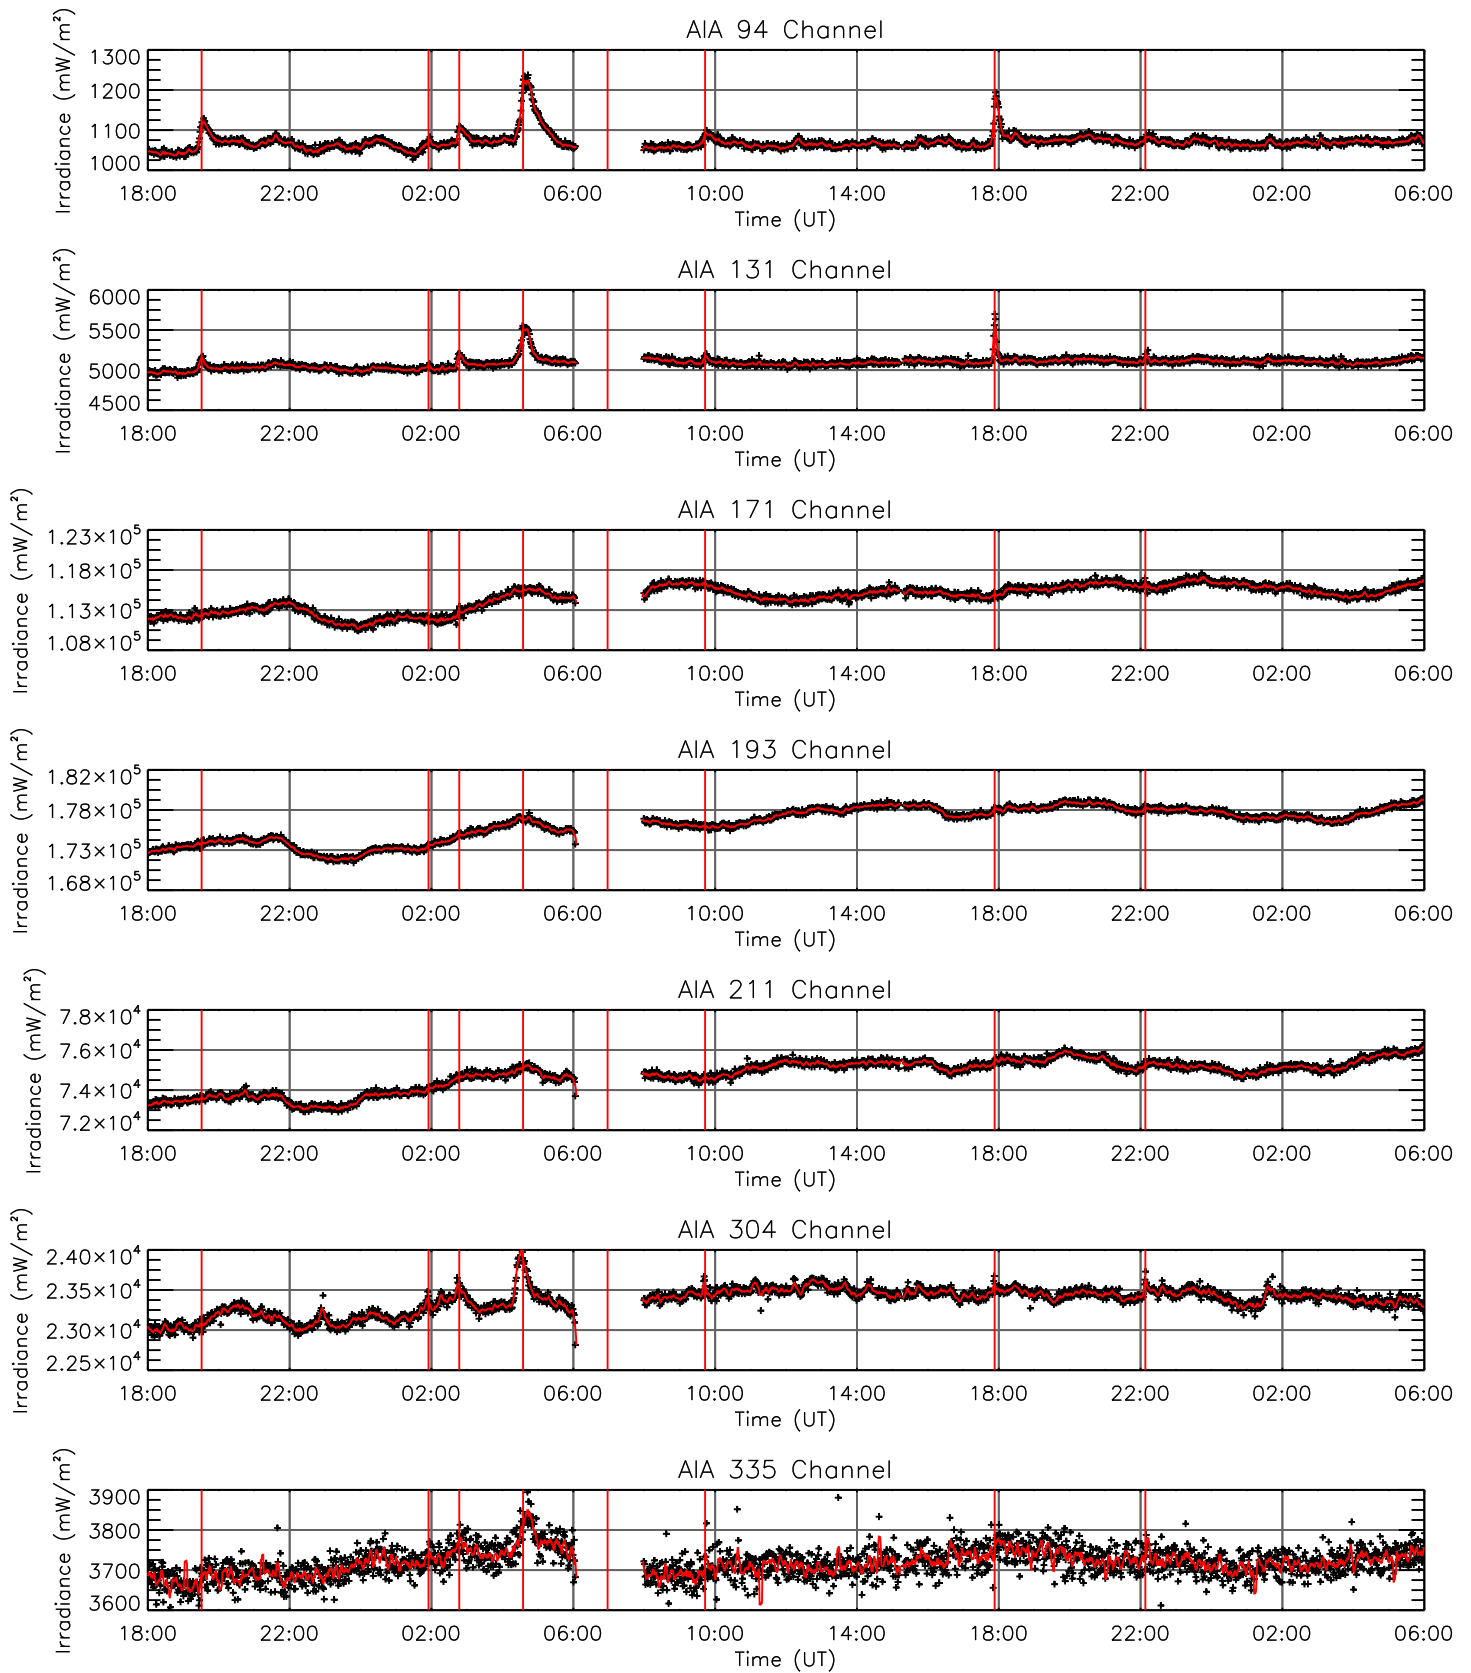 AIA 94 Channel
Irradiance (mW/m²)
1300
1200
1100
1000
18:00 22:00 02:00 06:00 10:00 14:00 18:00 22:00 02:00 06:00
Time (UT)
AIA 131 Channel
Irradiance (mW/m²)
6000
5500
5000
4500
18:00 22:00 02:00 06:00 10:00 14:00 18:00 22:00 02:00 06:00
Time (UT)
AIA 171 Channel
Irradiance (mW/m²)
1.23×10⁵
1.18×10⁵
1.13×10⁵
1.08×10⁵
18:00 22:00 02:00 06:00 10:00 14:00 18:00 22:00 02:00 06:00
Time (UT)
AIA 193 Channel
Irradiance (mW/m²)
1.82×10⁵
1.78×10⁵
1.73×10⁵
1.68×10⁵
18:00 22:00 02:00 06:00 10:00 14:00 18:00 22:00 02:00 06:00
Time (UT)
AIA 211 Channel
Irradiance (mW/m²)
7.8×10⁴
7.6×10⁴
7.4×10⁴
7.2×10⁴
18:00 22:00 02:00 06:00 10:00 14:00 18:00 22:00 02:00 06:00
Time (UT)
AIA 304 Channel
Irradiance (mW/m²)
2.40×10⁴
2.35×10⁴
2.30×10⁴
2.25×10⁴
18:00 22:00 02:00 06:00 10:00 14:00 18:00 22:00 02:00 06:00
Time (UT)
AIA 335 Channel
Irradiance (mW/m²)
3900
3800
3700
3600
18:00 22:00 02:00 06:00 10:00 14:00 18:00 22:00 02:00 06:00
Time (UT)